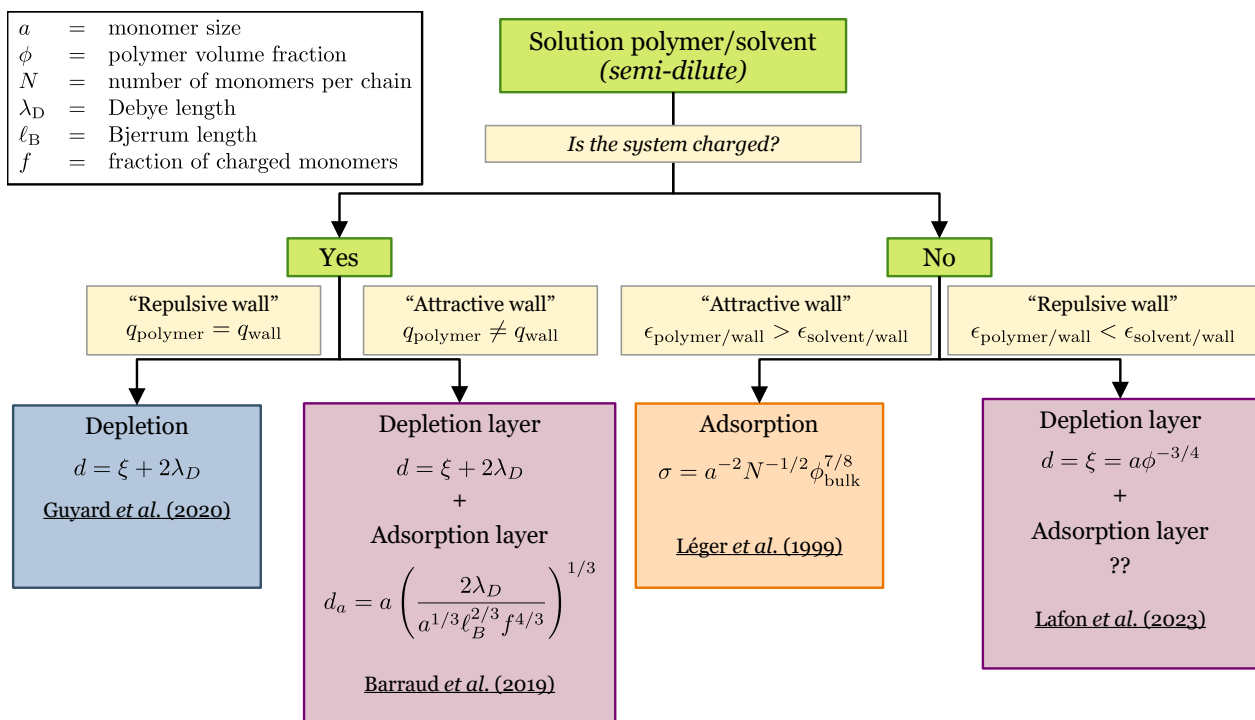 a = monomer size
ϕ = polymer volume fraction
N = number of monomers per chain
λ_D = Debye length
ℓ_B = Bjerrum length
f = fraction of charged monomers
Solution polymer/solvent
(semi-dilute)
Is the system charged?
Yes
No
“Repulsive wall”
q_polymer = q_wall
“Attractive wall”
q_polymer ≠ q_wall
“Attractive wall”
ϵ_polymer/wall > ϵ_solvent/wall
“Repulsive wall”
ϵ_polymer/wall < ϵ_solvent/wall
Depletion
d = ξ + 2λ_D
Guyard et al. (2020)
Depletion layer
d = ξ + 2λ_D
+
Adsorption layer
d_a = a (2λ_D / (a^{1/3} ℓ_B^{2/3} f^{4/3}))^{1/3}
Barraud et al. (2019)
Adsorption
σ = a^{-2} N^{-1/2} ϕ_bulk^{7/8}
Léger et al. (1999)
Depletion layer
d = ξ = aϕ^{-3/4}
+
Adsorption layer
??
Lafon et al. (2023)